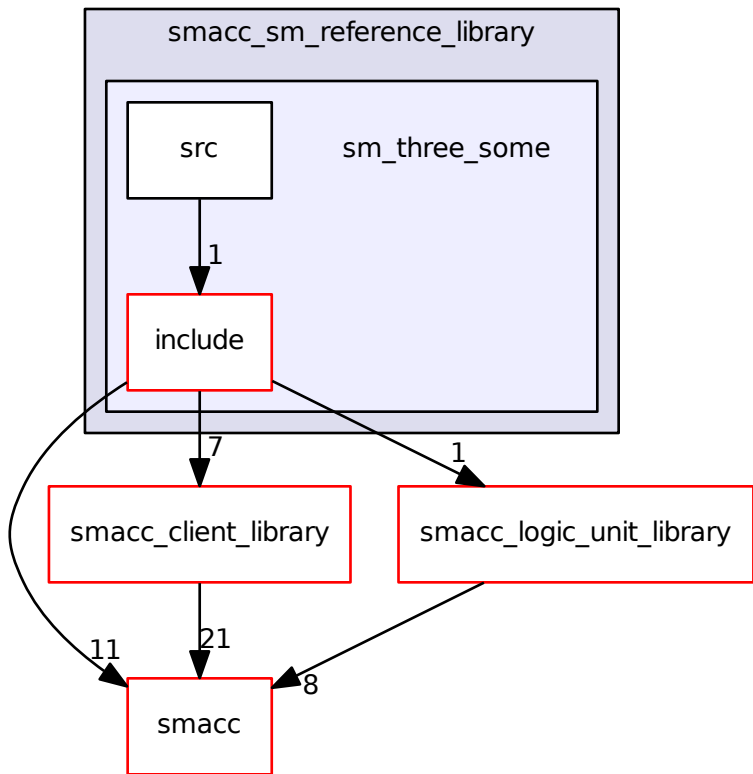 smacc_sm_reference_library
src
sm_three_some
1
include
7
1
smacc_client_library
smacc_logic_unit_library
11
21
8
smacc